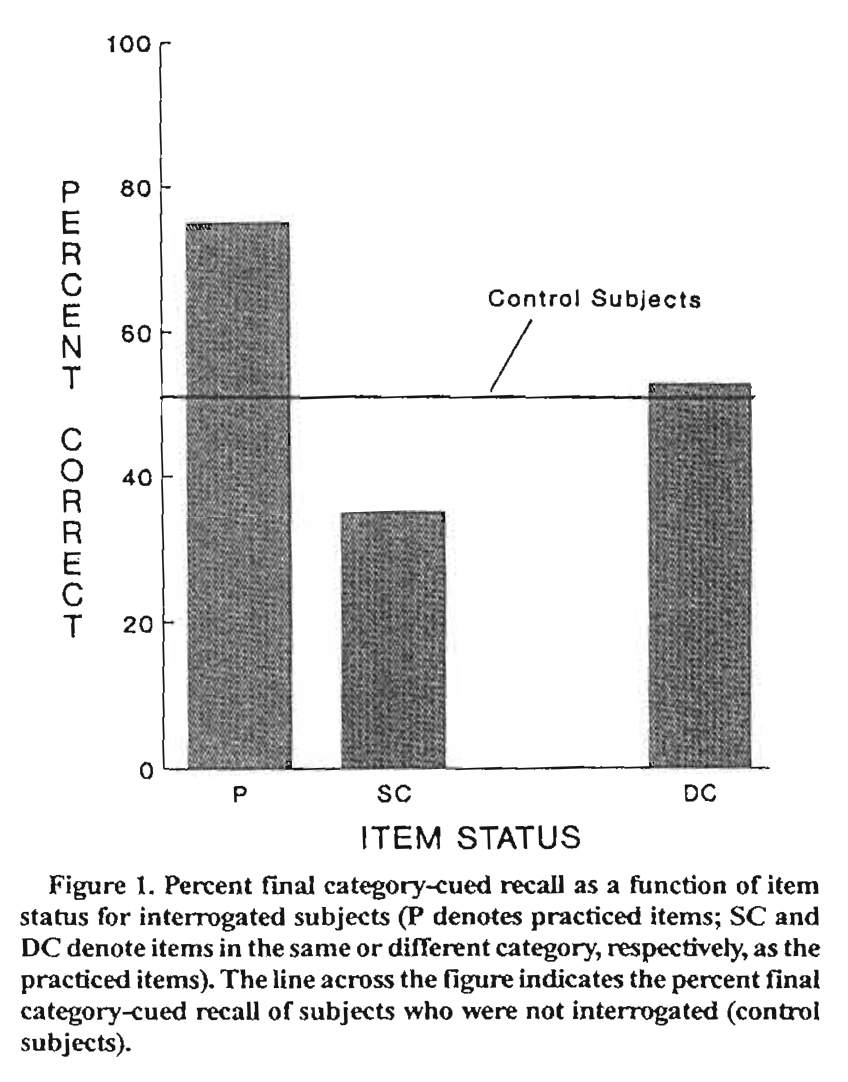 100
80
60
40
20
0
PERCENT CORRECT
Control Subjects
P
SC
DC
ITEM STATUS
Figure 1. Percent final category-cued recall as a function of item
status for interrogated subjects (P denotes practiced items; SC and
DC denote items in the same or different category, respectively, as the
practiced items). The line across the figure indicates the percent final
category-cued recall of subjects who were not interrogated (control
subjects).